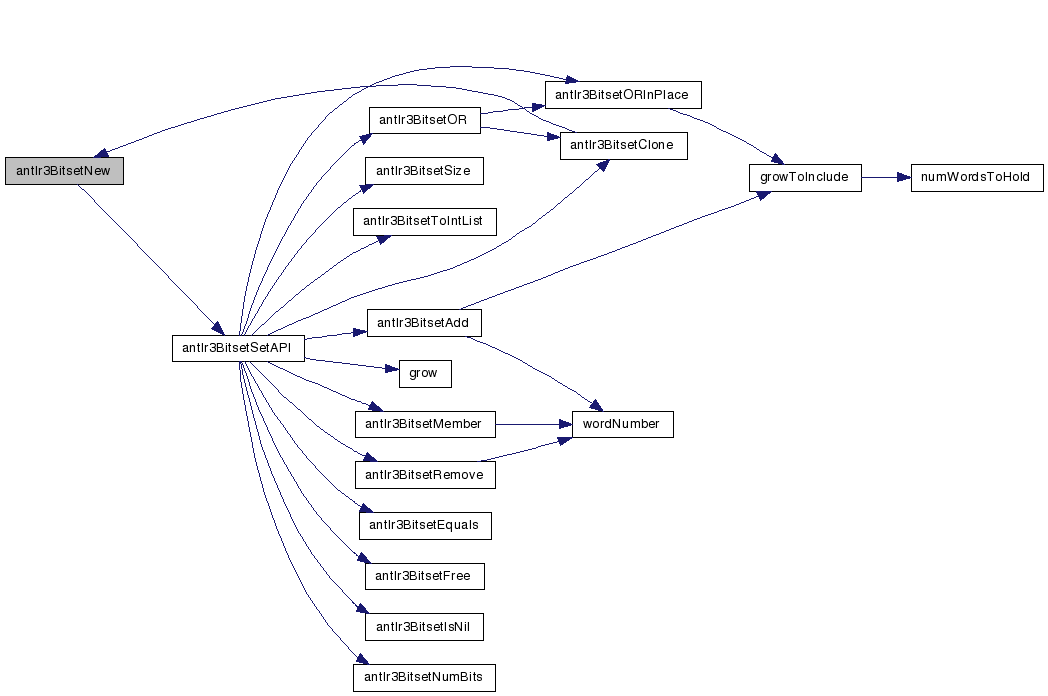 antlr3BitsetORInPlace
antlr3BitsetOR
antlr3BitsetClone
antlr3BitsetNew
antlr3BitsetSize
growToInclude
numWordsToHold
antlr3BitsetToIntList
antlr3BitsetAdd
antlr3BitsetSetAPI
grow
antlr3BitsetMember
wordNumber
antlr3BitsetRemove
antlr3BitsetEquals
antlr3BitsetFree
antlr3BitsetIsNil
antlr3BitsetNumBits